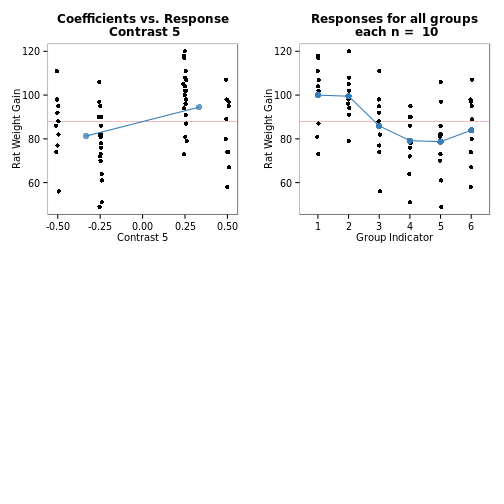 Coefficients vs. Response
Contrast 5
Rat Weight Gain
120
100
80
60
-0.50
-0.25
0.00
0.25
0.50
Contrast 5
Responses for all groups
each n =  10
Rat Weight Gain
120
100
80
60
1
2
3
4
5
6
Group Indicator